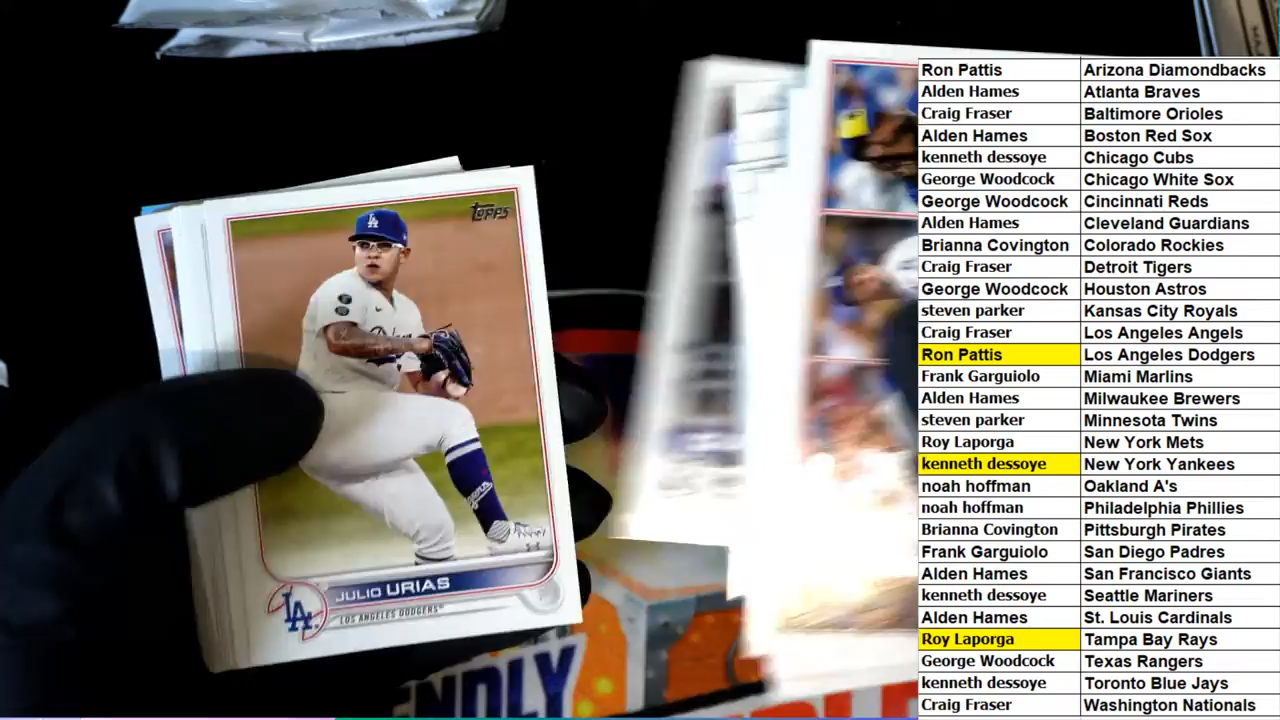 TOPPS
Dodgers
JULIO URIAS
LA
LOS ANGELES DODGERS
NDLY
Ron Pattis Arizona Diamondbacks
Alden Hames Atlanta Braves
Craig Fraser Baltimore Orioles
Alden Hames Boston Red Sox
kenneth dessoye Chicago Cubs
George Woodcock Chicago White Sox
George Woodcock Cincinnati Reds
Alden Hames Cleveland Guardians
Brianna Covington Colorado Rockies
Craig Fraser Detroit Tigers
George Woodcock Houston Astros
steven parker Kansas City Royals
Craig Fraser Los Angeles Angels
Ron Pattis Los Angeles Dodgers
Frank Garguiolo Miami Marlins
Alden Hames Milwaukee Brewers
steven parker Minnesota Twins
Roy Laporga New York Mets
kenneth dessoye New York Yankees
noah hoffman Oakland A's
noah hoffman Philadelphia Phillies
Brianna Covington Pittsburgh Pirates
Frank Garguiolo San Diego Padres
Alden Hames San Francisco Giants
kenneth dessoye Seattle Mariners
Alden Hames St. Louis Cardinals
Roy Laporga Tampa Bay Rays
George Woodcock Texas Rangers
kenneth dessoye Toronto Blue Jays
Craig Fraser Washington Nationals